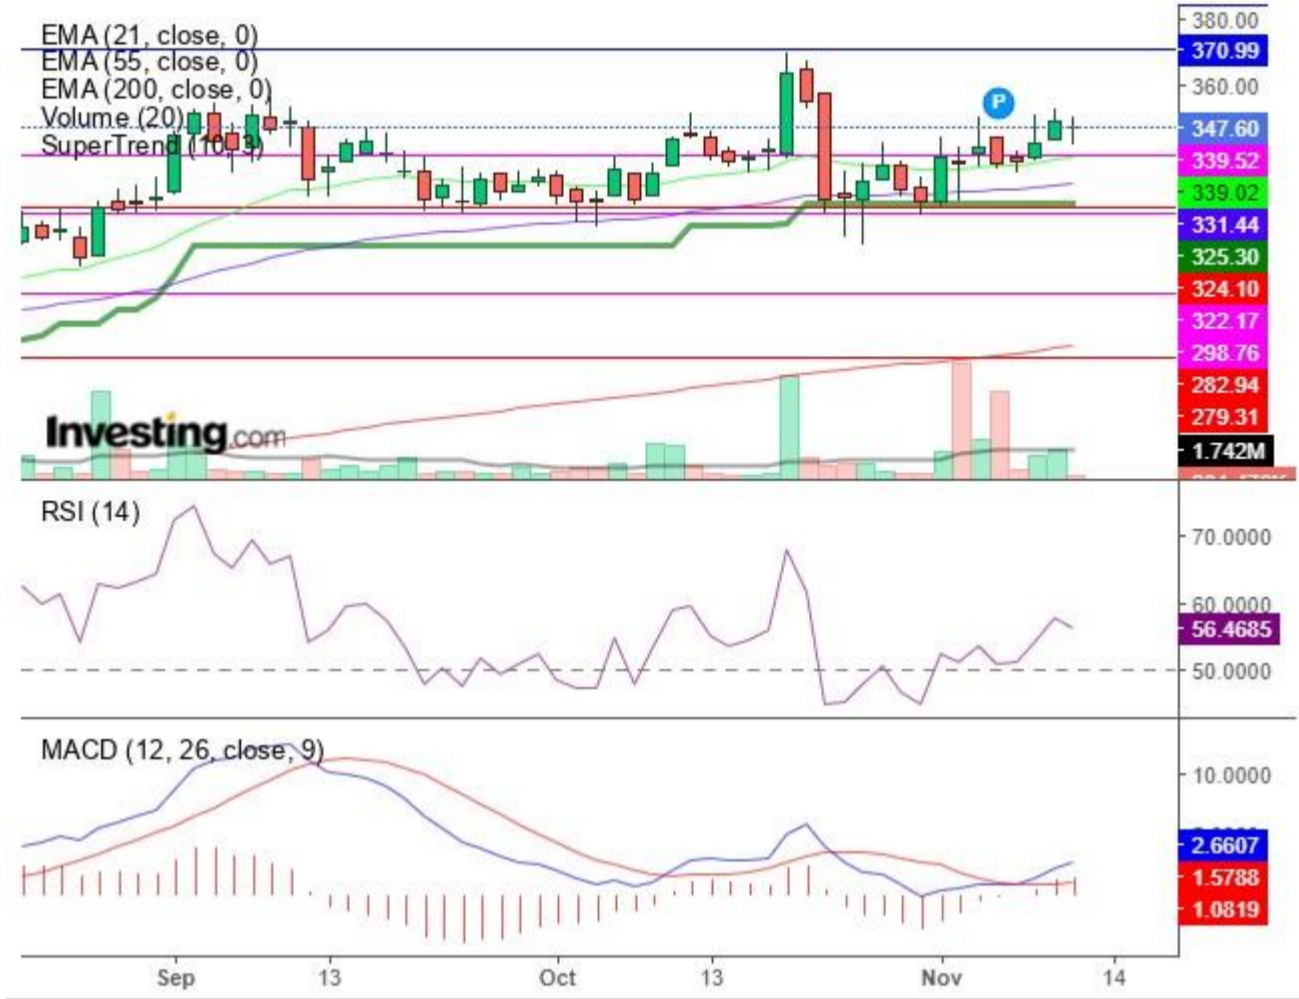 EMA (21, close, 0)
EMA (55, close, 0)
EMA (200, close, 0)
Volume (20)
SuperTrend (10, 3)
P
380.00
370.99
360.00
347.60
339.52
339.02
331.44
325.30
324.10
322.17
298.76
282.94
279.31
1.742M
Investing.com
RSI (14)
70.0000
60.0000
56.4685
50.0000
MACD (12, 26, close, 9)
10.0000
2.6607
1.5788
1.0819
Sep 13 Oct 13 Nov 14